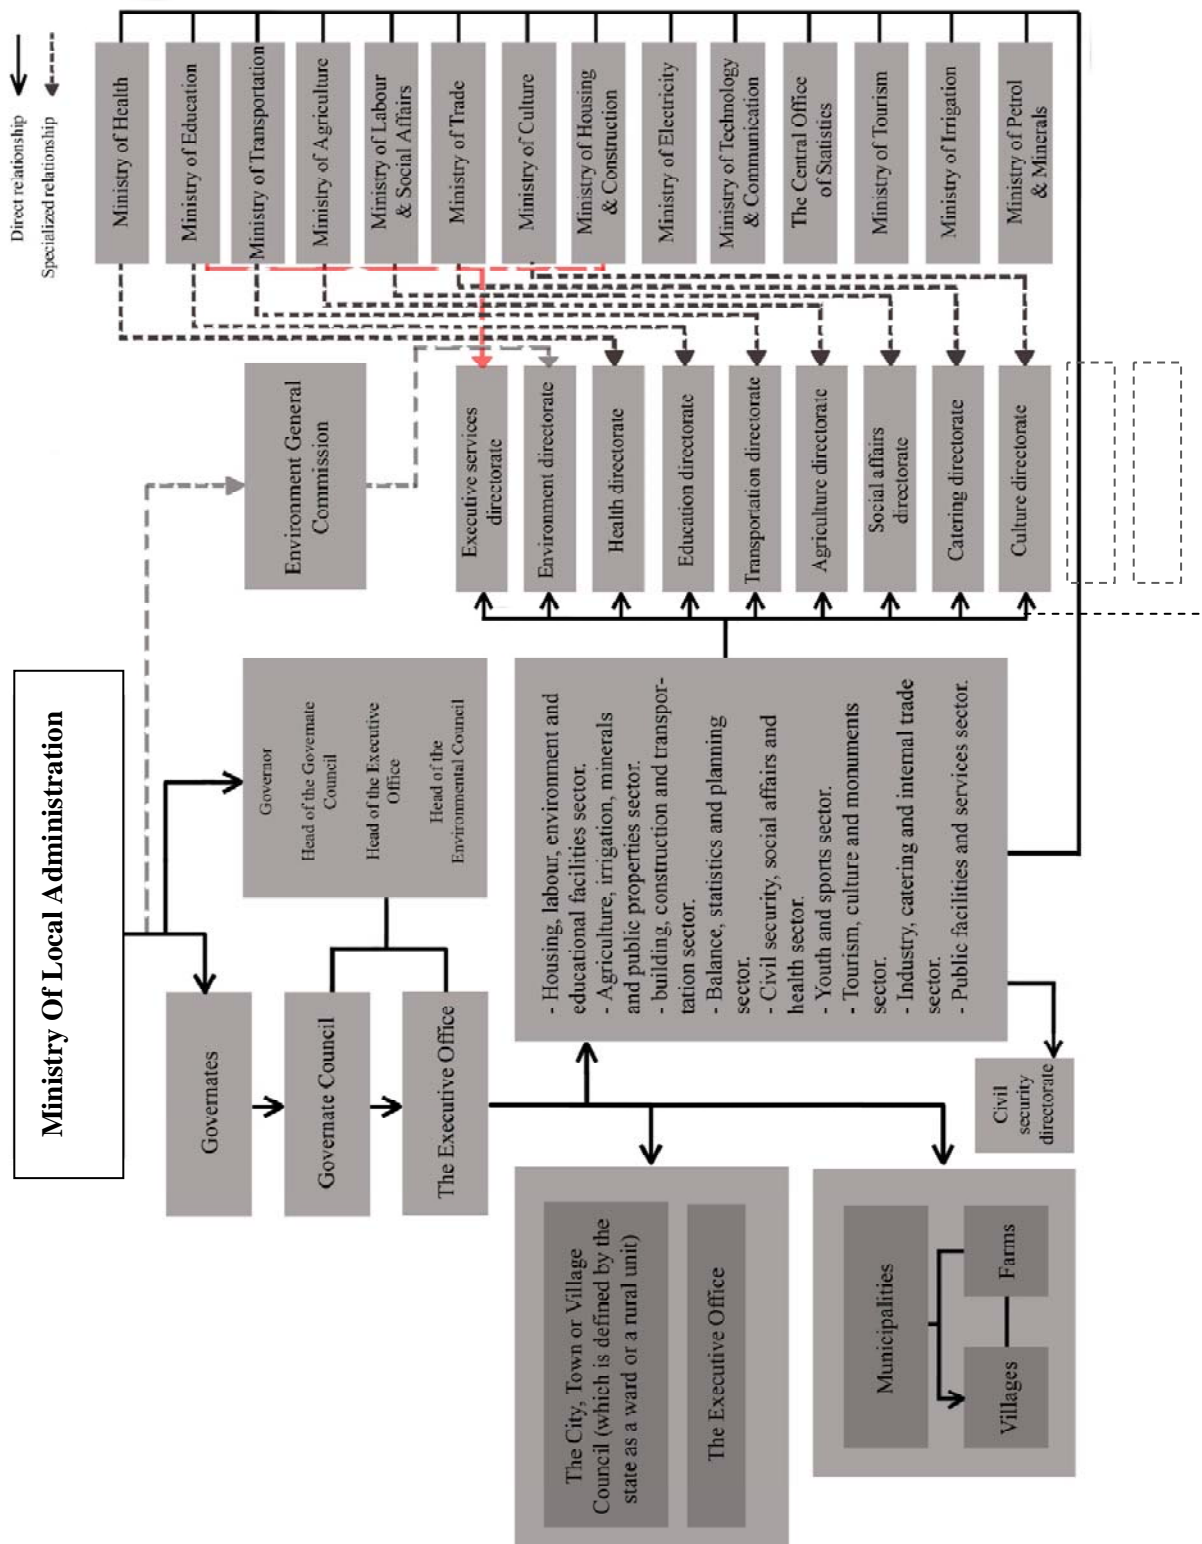 Direct relationship
Specialized relationship
Ministry Of Local Administration
Governates
Governate Council
The Executive Office
Governor
Head of the Governate
Council
Head of the Executive
Office
Head of the
Environmental Council
Environment General
Commission
Ministry of Health
Ministry of Education
Ministry of Transportation
Ministry of Agriculture
Ministry of Labour
& Social Affairs
Ministry of Trade
Ministry of Culture
Ministry of Housing
& Construction
Ministry of Electricity
Ministry of Technology
& Communication
The Central Office
of Statistics
Ministry of Tourism
Ministry of Irrigation
Ministry of Petrol
& Minerals
Executive services
directorate
Environment directorate
Health directorate
Education directorate
Transportation directorate
Agriculture directorate
Social affairs
directorate
Catering directorate
Culture directorate
- Housing, labour, environment and
educational facilities sector.
- Agriculture, irrigation, minerals
and public properties sector.
- building, construction and transpor-
tation sector.
- Balance, statistics and planning
sector.
- Civil security, social affairs and
health sector.
- Youth and sports sector.
- Tourism, culture and monuments
sector.
- Industry, catering and internal trade
sector.
- Public facilities and services sector.
Civil
security
directorate
The City, Town or Village
Council (which is defined by the
state as a ward or a rural unit)
The Executive Office
Municipalities
Villages
Farms